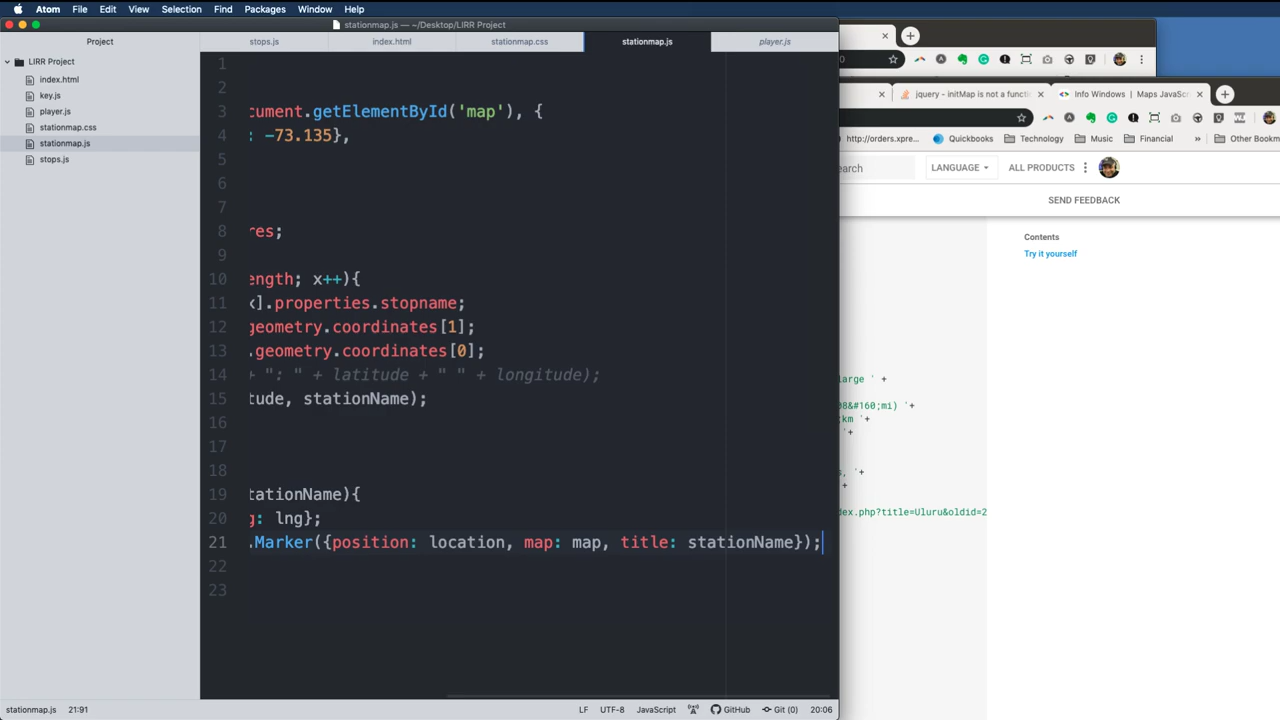 Atom File Edit View Selection Find Packages Window Help
stationmap.js — ~/Desktop/LIRR Project
Project
stops.js index.html stationmap.css stationmap.js player.js
LIRR Project
index.html
key.js
player.js
stationmap.css
stationmap.js
stops.js
1
2
3 cument.getElementById('map'), {
4 : -73.135},
5
6
7
8 res;
9
10 ength; x++){
11 x].properties.stopname;
12 geometry.coordinates[1];
13 .geometry.coordinates[0];
14 + ": " + latitude + " " + longitude);
15 tude, stationName);
16
17
18
19 tationName){
20 g: lng};
21 .Marker({position: location, map: map, title: stationName});
22
23
stationmap.js 21:91 LF UTF-8 JavaScript GitHub Git (0) 20:06
0
jquery - initMap is not a functi Info Windows | Maps JavaSc
http://orders.xpre Quickbooks Technology Music Financial » Other Bookm
earch LANGUAGE ALL PRODUCTS
SEND FEEDBACK
Contents
Try it yourself
large ' +
08&#160;mi) '+
;km '+
'+
s, '+
+
dex.php?title=Uluru&oldid=2